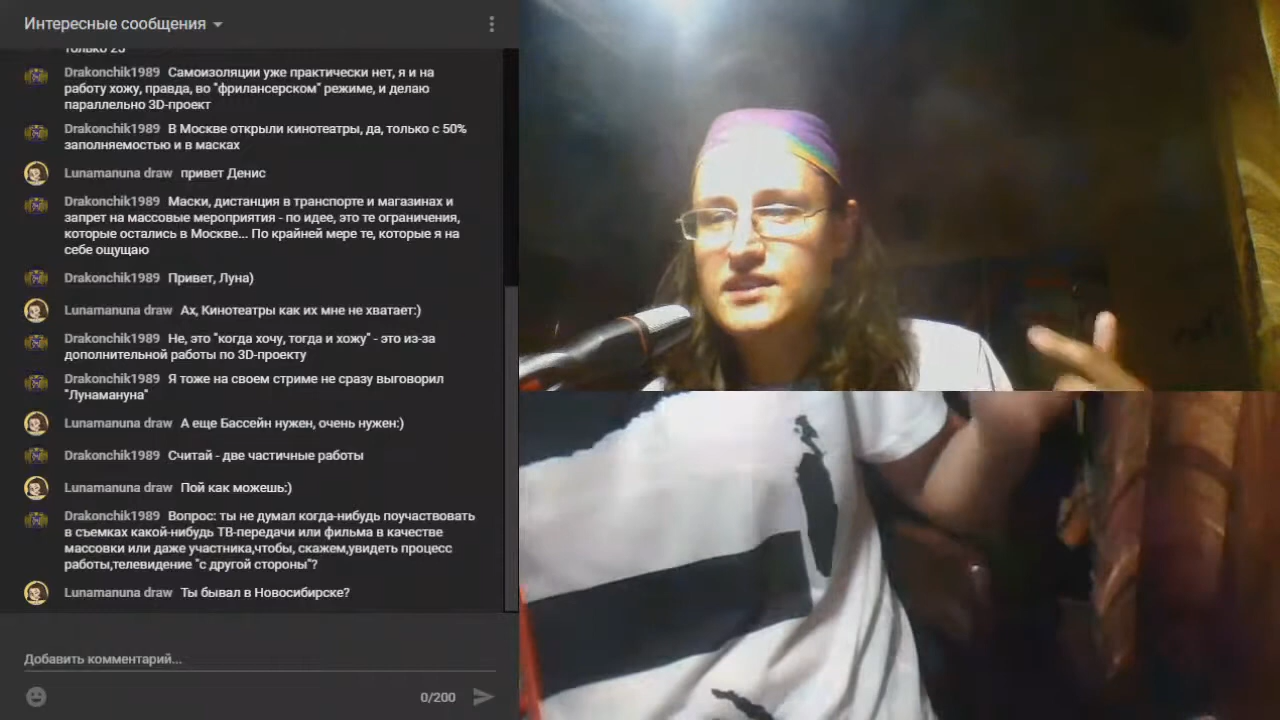 Интересные сообщения
только 25
Drakonchik1989 Самоизоляции уже практически нет, я и на
работу хожу, правда, во "фрилансерском" режиме, и делаю
параллельно 3D-проект
Drakonchik1989 В Москве открыли кинотеатры, да, только с 50%
заполняемостью и в масках
Lunamanuna draw привет Денис
Drakonchik1989 Маски, дистанция в транспорте и магазинах и
запрет на массовые мероприятия - по идее, это те ограничения,
которые остались в Москве... По крайней мере те, которые я на
себе ощущаю
Drakonchik1989 Привет, Луна)
Lunamanuna draw Ах, Кинотеатры как их мне не хватает:)
Drakonchik1989 Не, это "когда хочу, тогда и хожу" - это из-за
дополнительной работы по 3D-проекту
Drakonchik1989 Я тоже на своем стриме не сразу выговорил
"Лунамануна"
Lunamanuna draw А еще Бассейн нужен, очень нужен:)
Drakonchik1989 Считай - две частичные работы
Lunamanuna draw Пой как можешь:)
Drakonchik1989 Вопрос: ты не думал когда-нибудь поучаствовать
в съемках какой-нибудь ТВ-передачи или фильма в качестве
массовки или даже участника,чтобы, скажем,увидеть процесс
работы,телевидение "с другой стороны"?
Lunamanuna draw Ты бывал в Новосибирске?
Добавить комментарий...
0/200